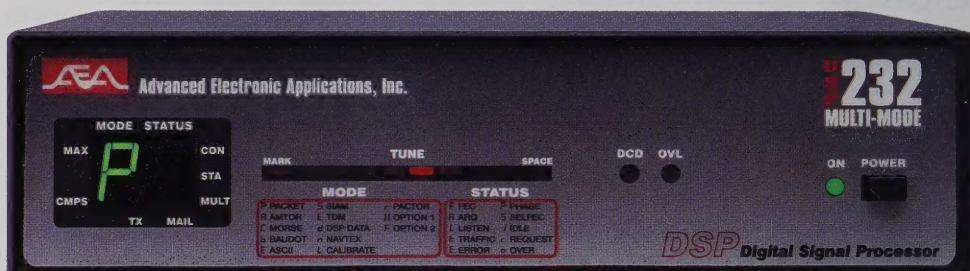 AEA Advanced Electronic Applications, Inc.
232
MULTI-MODE
MODE STATUS
MAX
P
CON
STA
CMPS
MULT
TX MAIL
TUNE
MARK
SPACE
DCD OVL
ON POWER
MODE
STATUS
P PACKET S SIAM PACTOR
AMTOR t TDM OPTION 1
MORSE d DSP DATA OPTION 2
b BAUDOT n NAVTEX
ASCII CALIBRATE
F FEC P PHASE
ARQ S SELFEC
L LISTEN IDLE
t TRAFFIC r REQUEST
E ERROR o OVER
DSP Digital Signal Processor